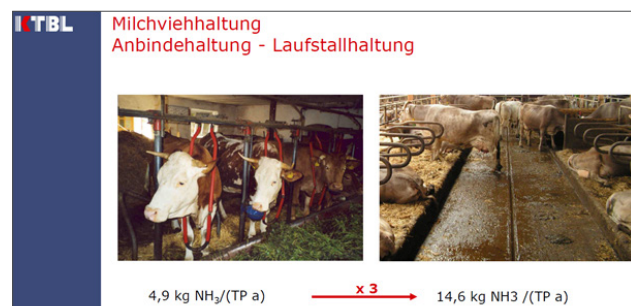 KTBL
Milchviehhaltung
Anbindehaltung - Laufstallhaltung
4,9 kg NH₃/(TP a)
x 3
14,6 kg NH3 /(TP a)